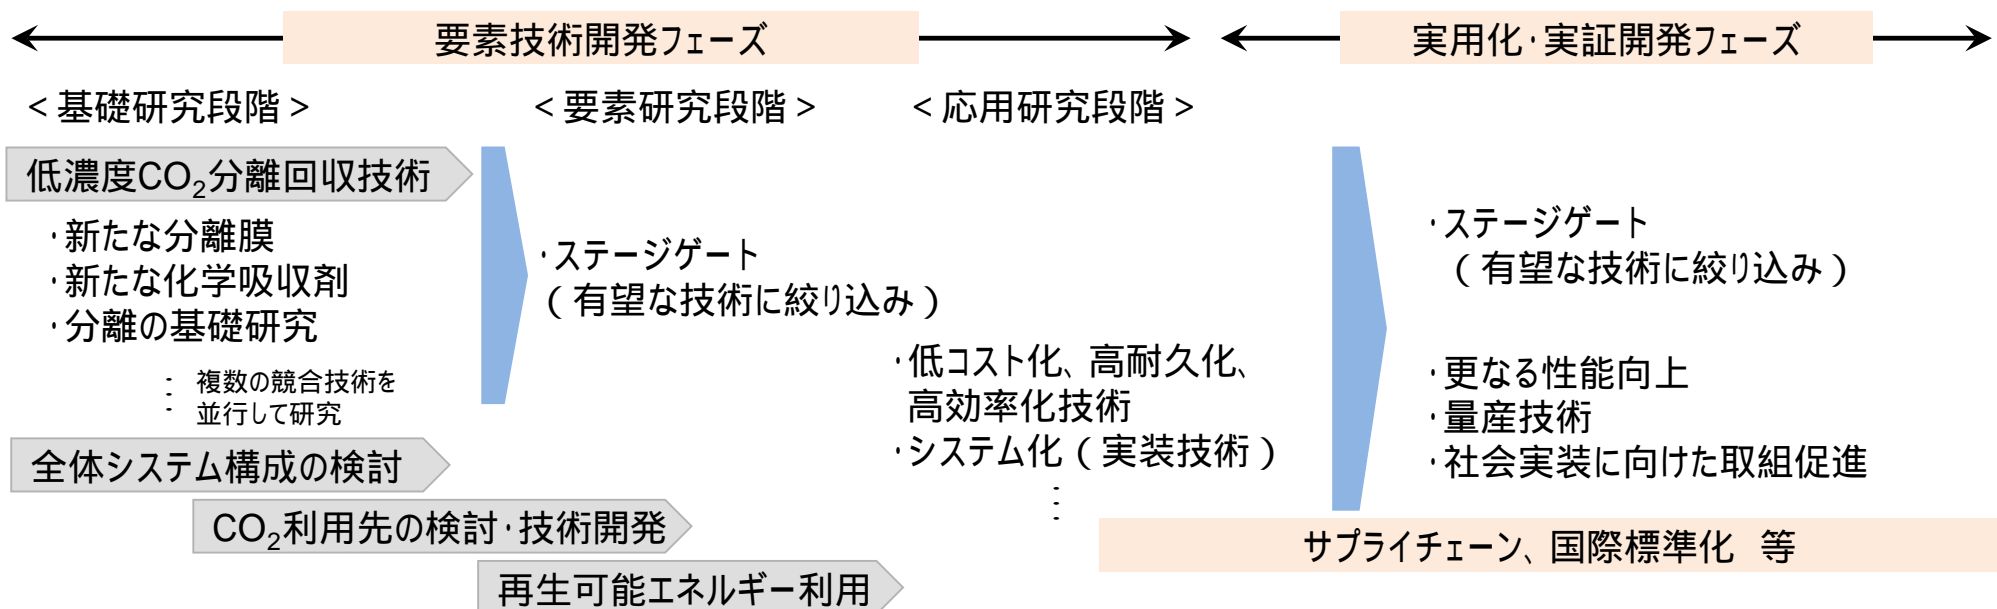 要素技術開発フェーズ
実用化・実証開発フェーズ
＜基礎研究段階＞
＜要素研究段階＞
＜応用研究段階＞
低濃度CO₂分離回収技術
・新たな分離膜
・新たな化学吸収剤
・分離の基礎研究
複数の競合技術を
並行して研究
・ステージゲート
（有望な技術に絞り込み）
・低コスト化、高耐久化、
高効率化技術
・システム化（実装技術）
・ステージゲート
（有望な技術に絞り込み）
・更なる性能向上
・量産技術
・社会実装に向けた取組促進
全体システム構成の検討
CO₂利用先の検討・技術開発
再生可能エネルギー利用
サプライチェーン、国際標準化 等